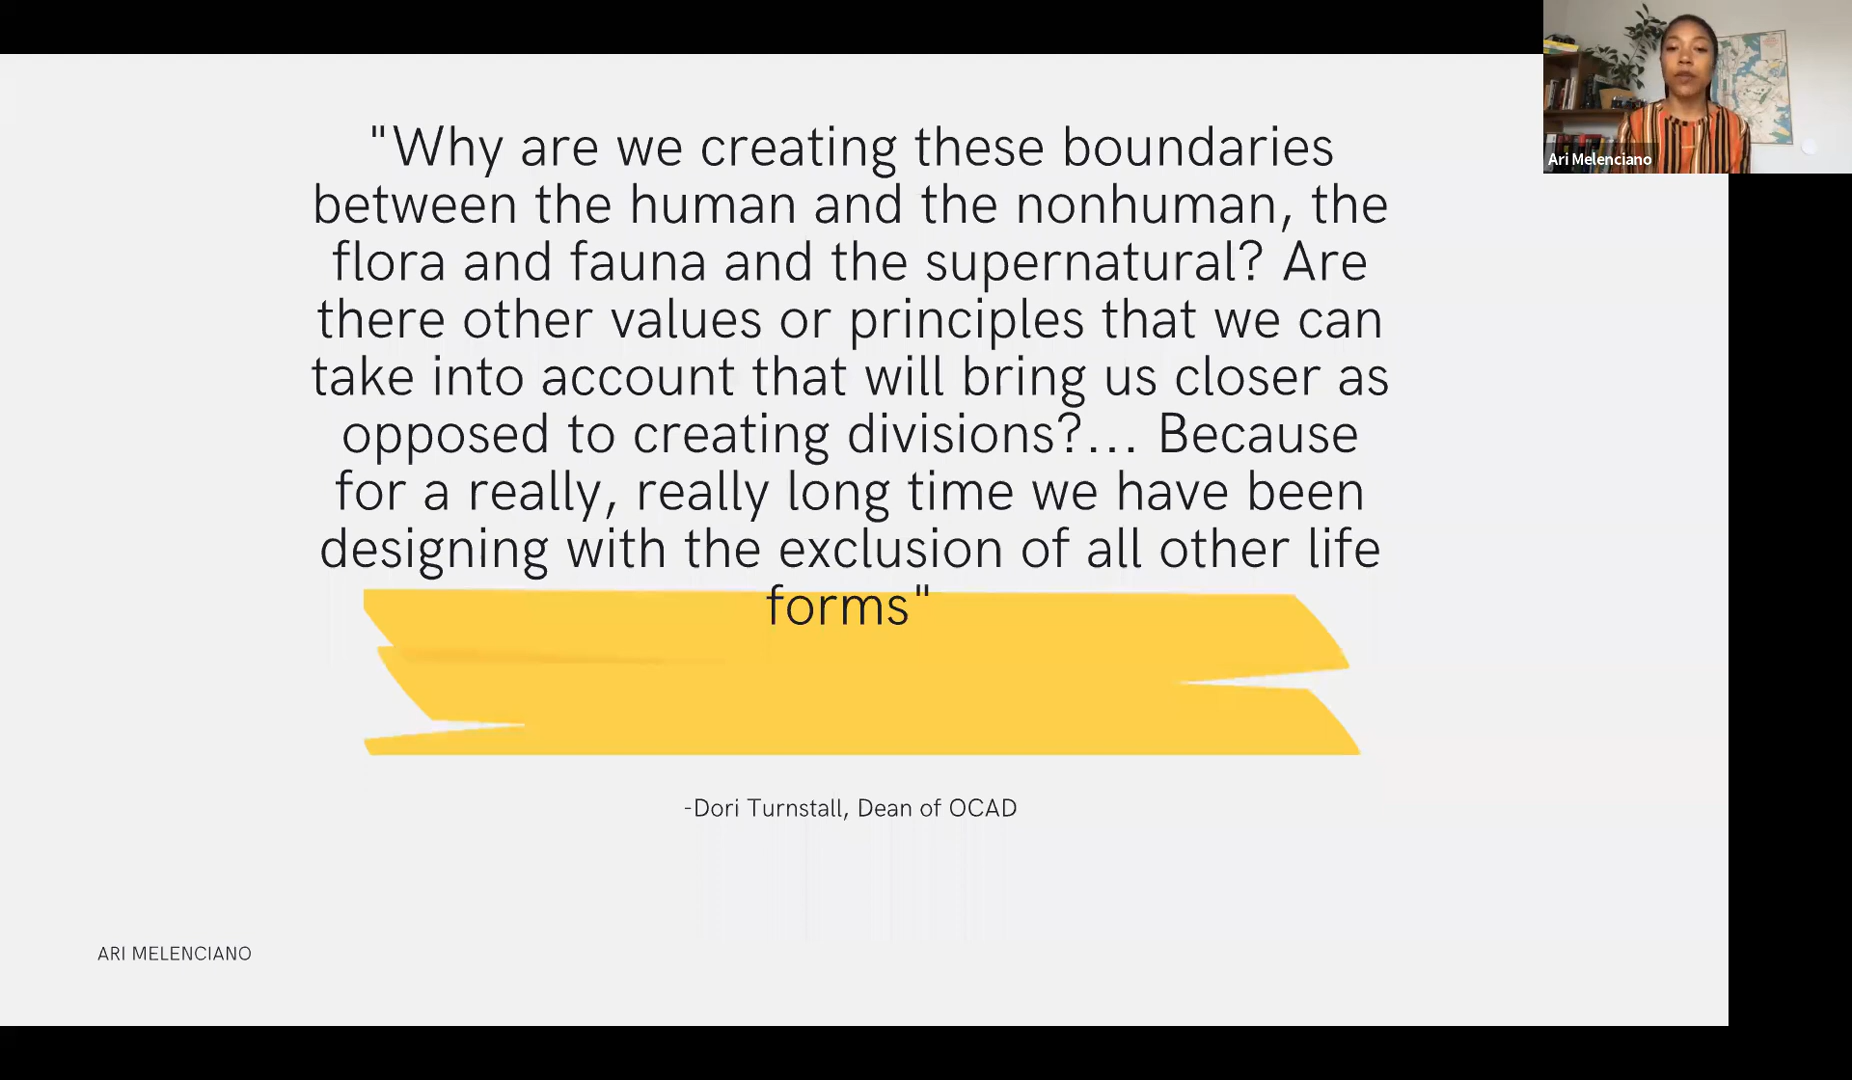 "Why are we creating these boundaries
between the human and the nonhuman, the
flora and fauna and the supernatural? Are
there other values or principles that we can
take into account that will bring us closer as
opposed to creating divisions?... Because
for a really, really long time we have been
designing with the exclusion of all other life
forms"
-Dori Turnstall, Dean of OCAD
ARI MELENCIANO
Ari Melenciano